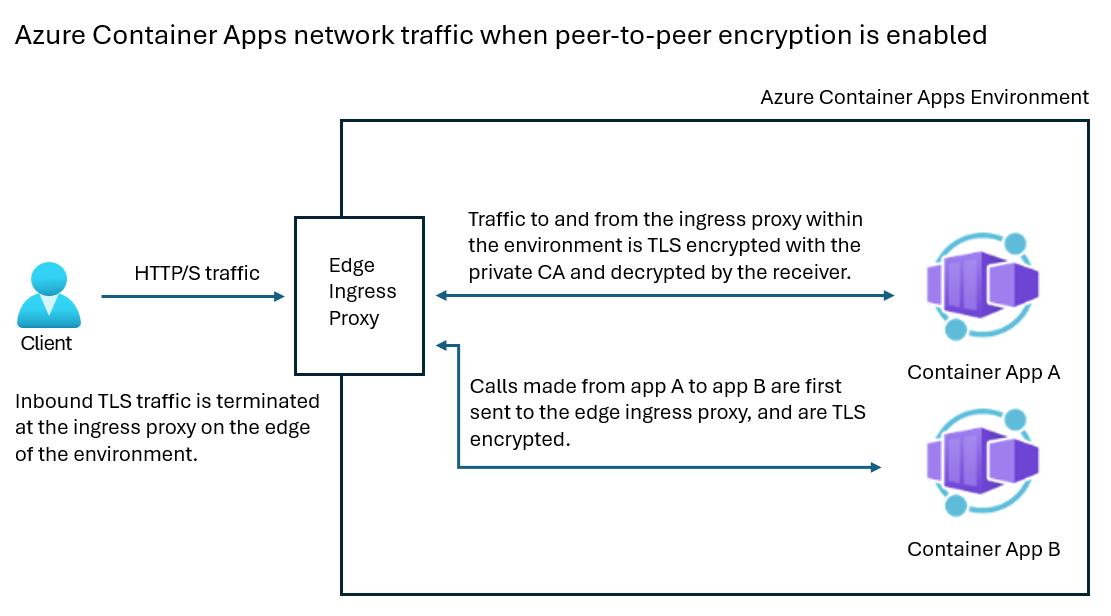 Azure Container Apps network traffic when peer-to-peer encryption is enabled
Azure Container Apps Environment
Traffic to and from the ingress proxy within
the environment is TLS encrypted with the
private CA and decrypted by the receiver.
HTTP/S traffic
Edge
Ingress
Proxy
Client
Container App A
Inbound TLS traffic is terminated
at the ingress proxy on the edge
of the environment.
Calls made from app A to app B are first
sent to the edge ingress proxy, and are TLS
encrypted.
Container App B